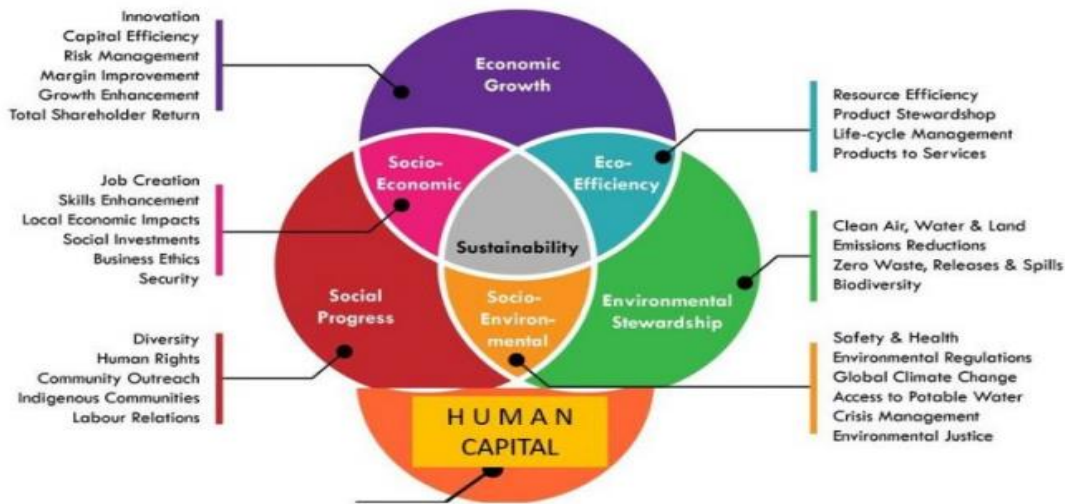 Innovation
Capital Efficiency
Risk Management
Margin Improvement
Growth Enhancement
Total Shareholder Return
Job Creation
Skills Enhancement
Local Economic Impacts
Social Investments
Business Ethics
Security
Diversity
Human Rights
Community Outreach
Indigenous Communities
Labour Relations
Economic
Growth
Socio-
Economic
Eco-
Efficiency
Sustainability
Social
Progress
Socio-
Environ-
mental
Environmental
Stewardship
H U M A N
CAPITAL
Resource Efficiency
Product Stewardshop
Life-cycle Management
Products to Services
Clean Air, Water & Land
Emissions Reductions
Zero Waste, Releases & Spills
Biodiversity
Safety & Health
Environmental Regulations
Global Climate Change
Access to Potable Water
Crisis Management
Environmental Justice